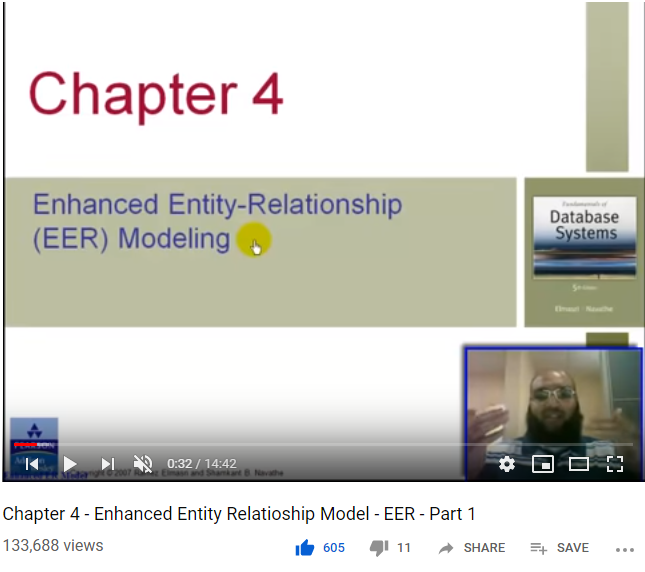 Chapter 4
Enhanced Entity-Relationship
(EER) Modeling
Fundamentals of
Database
Systems
5th Edition
Elmasri Navathe
0:32 / 14:42
Copyright © 2007 Ramez Elmasri and Shamkant B. Navathe
Chapter 4 - Enhanced Entity Relatioship Model - EER - Part 1
133,688 views
605
11
SHARE
SAVE